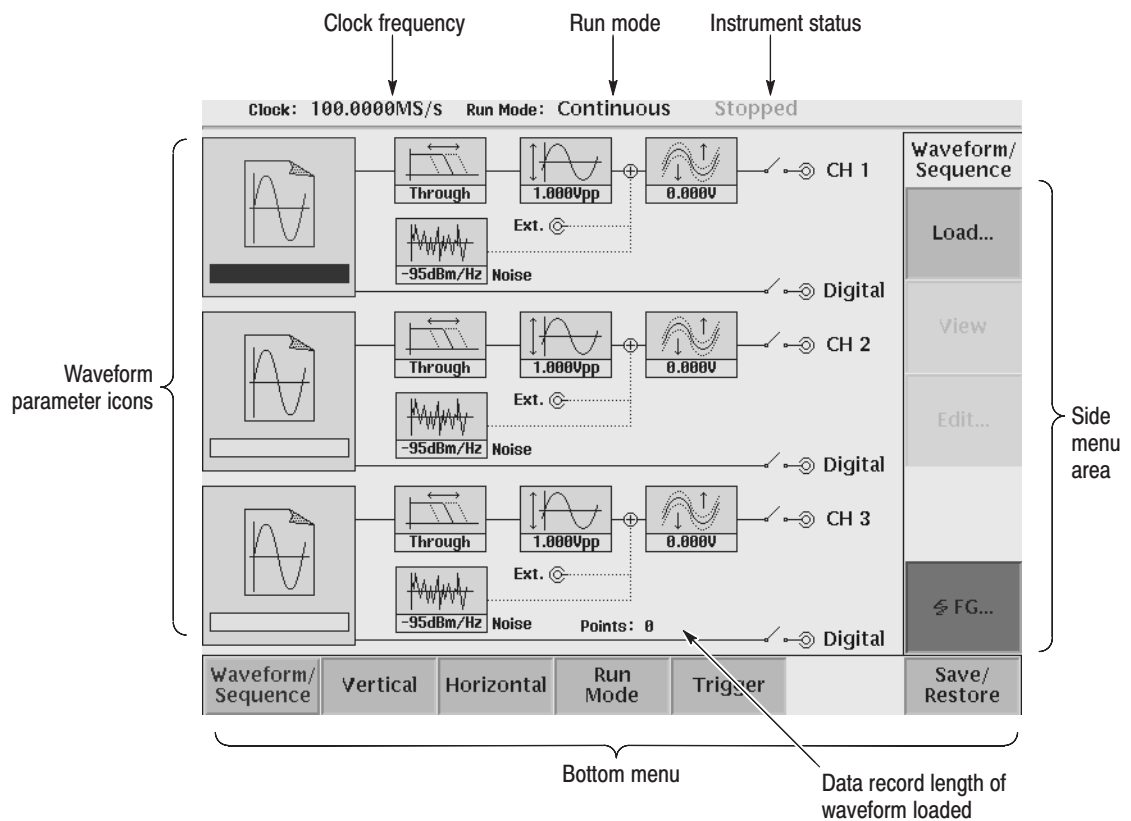 Clock frequency
Run mode
Instrument status
Clock: 100.0000MS/s Run Mode: Continuous Stopped
Waveform/
Sequence
Load...
View
Edit...
FG...
Through
1.000Vpp
0.000V
CH 1
Ext.
-95dBm/Hz Noise
Digital
Through
1.000Vpp
0.000V
CH 2
Ext.
-95dBm/Hz Noise
Digital
Through
1.000Vpp
0.000V
CH 3
Ext.
-95dBm/Hz Noise
Points: 0
Digital
Waveform
parameter icons
Side
menu
area
Waveform/
Sequence
Vertical
Horizontal
Run
Mode
Trigger
Save/
Restore
Bottom menu
Data record length of
waveform loaded